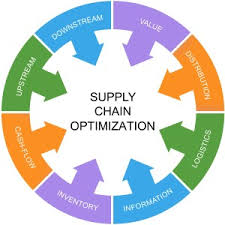 SUPPLY
CHAIN
OPTIMIZATION
DOWNSTREAM
VALUE
DISTRIBUTION
LOGISTICS
INFORMATION
INVENTORY
CASH-FLOW
UPSTREAM